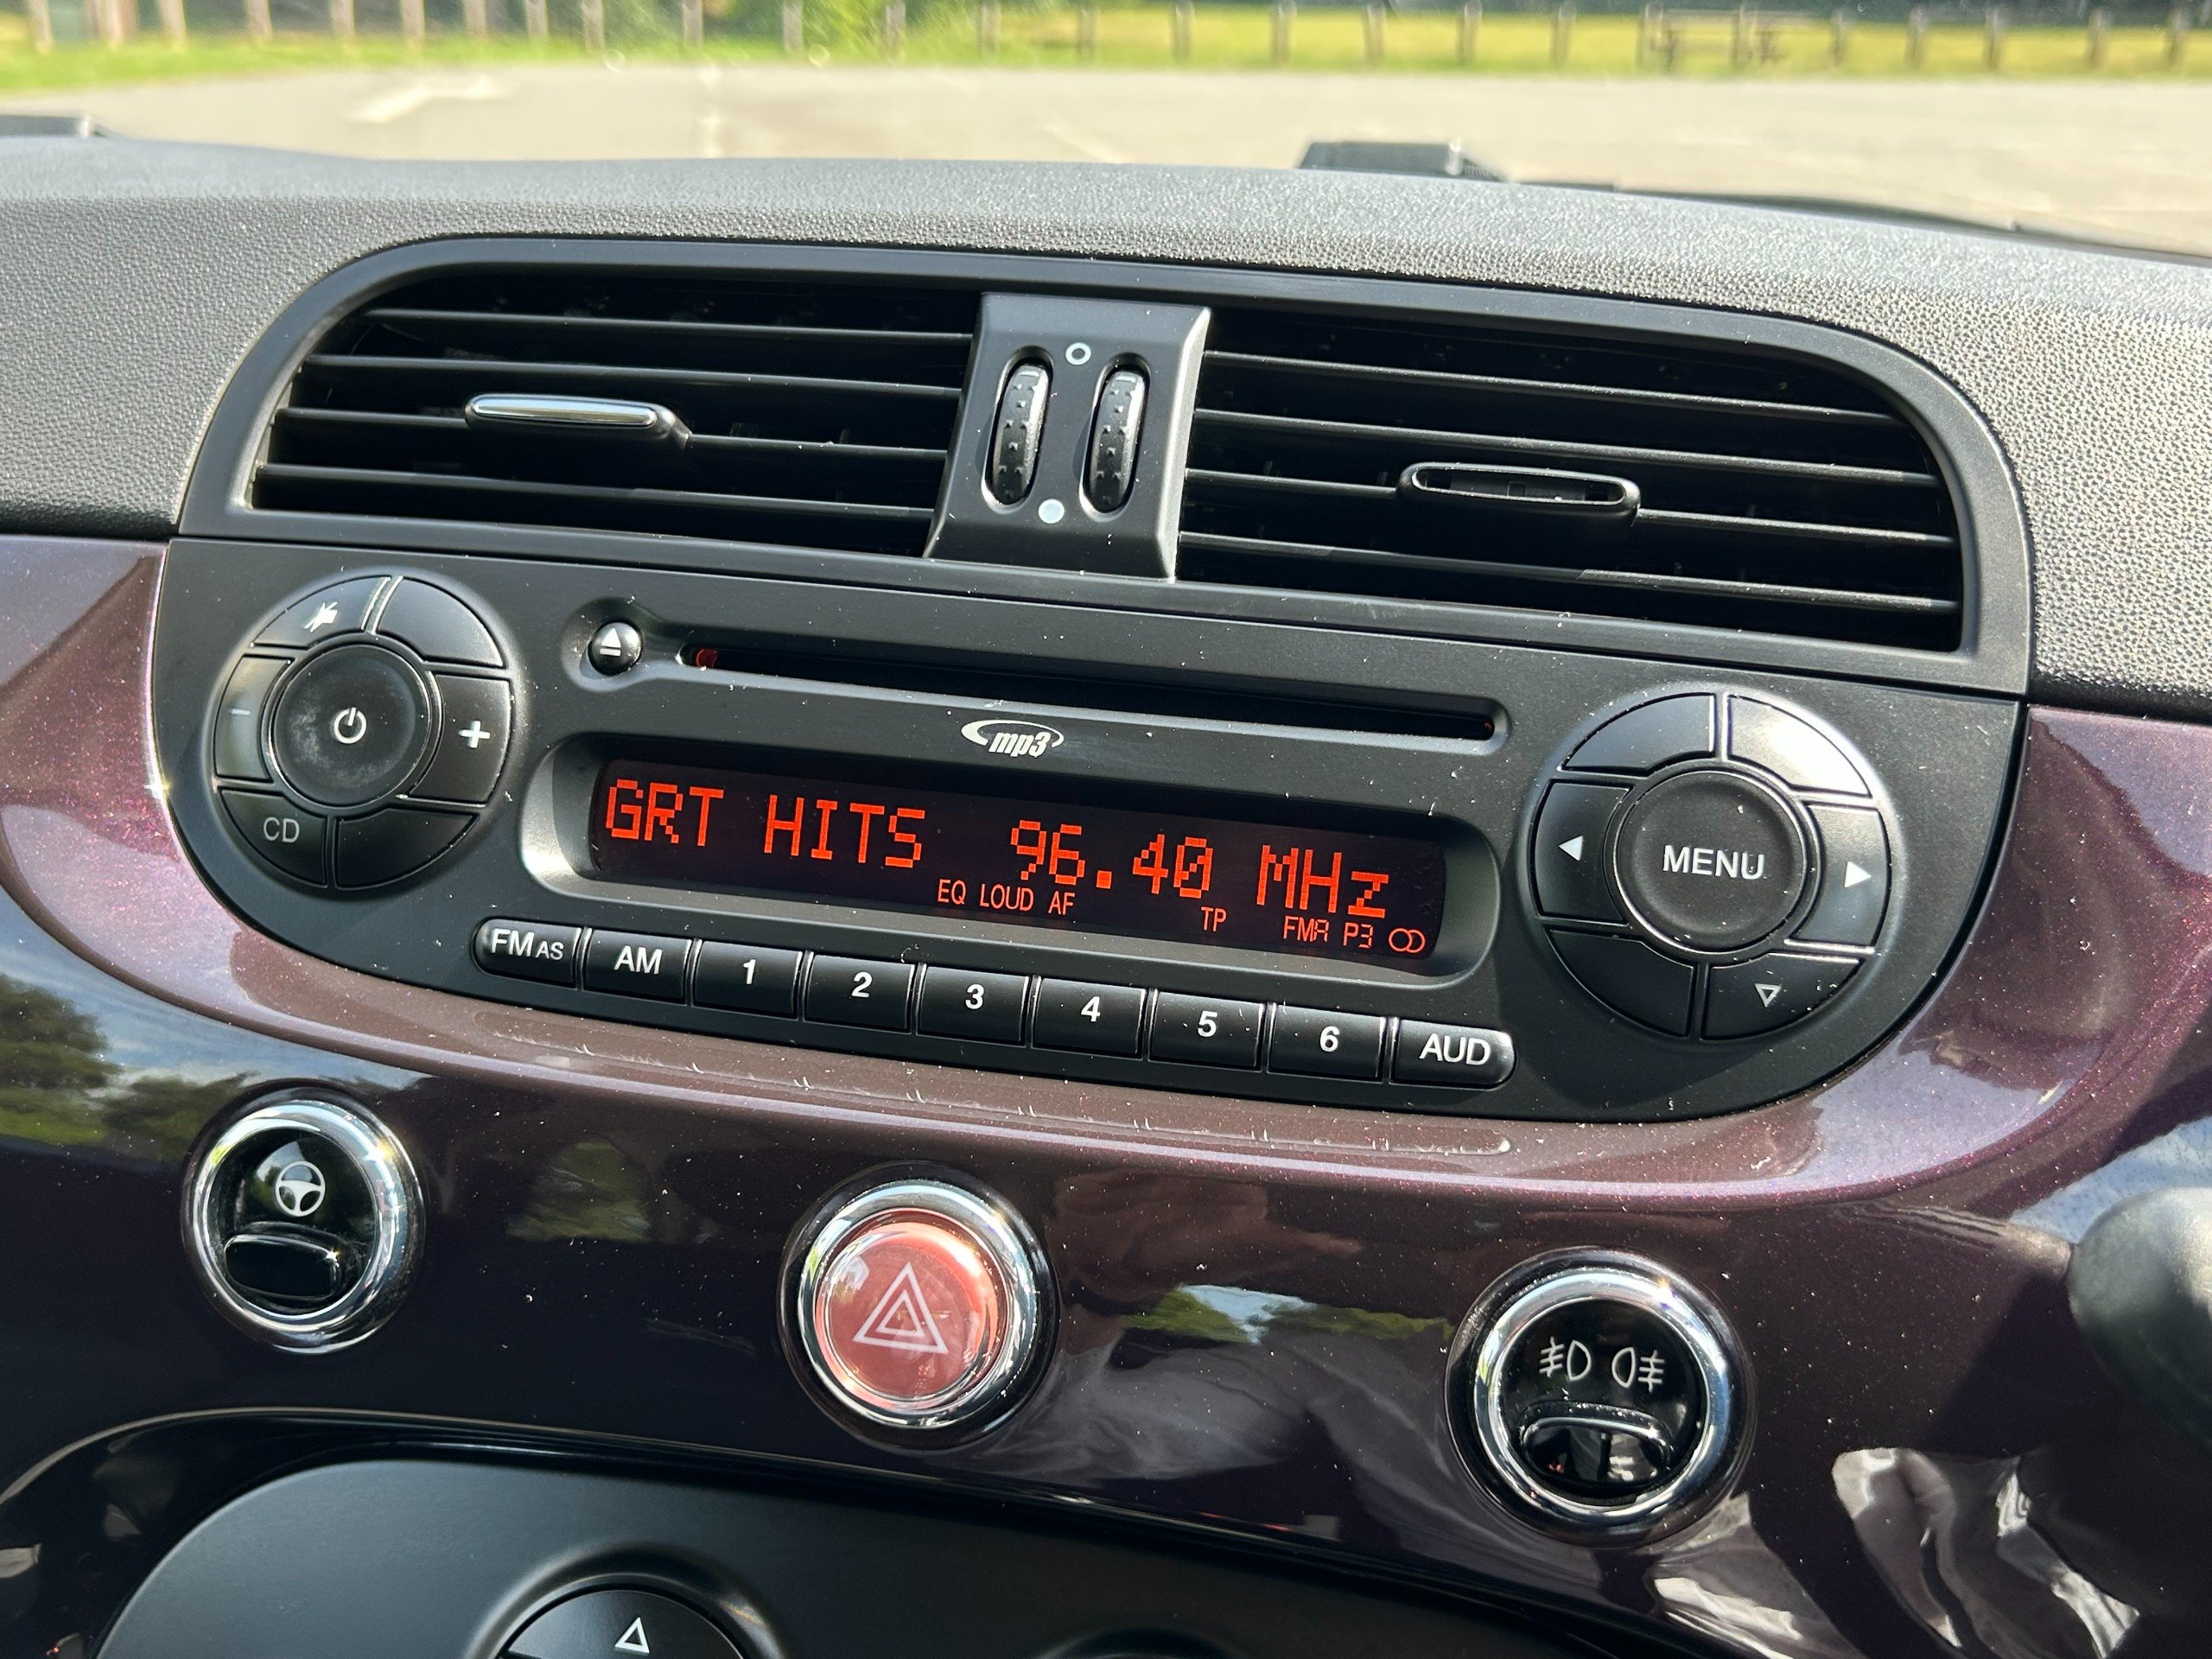 mp3
GRT HITS 96.40 MHz
EQ LOUD AF TP FMA P3
CD
MENU
FM AS AM 1 2 3 4 5 6 AUD